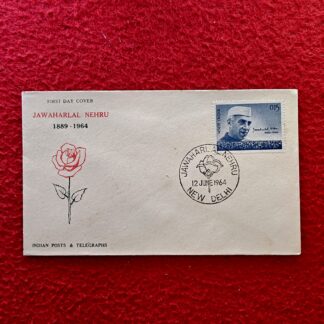 FIRST DAY COVER
JAWAHARLAL NEHRU
1889-1964
INDIAN POSTS & TELEGRAPHS
INDIA
015
JAWAHARLAL NEHRU
12 JUNE 1964
NEW DELHI